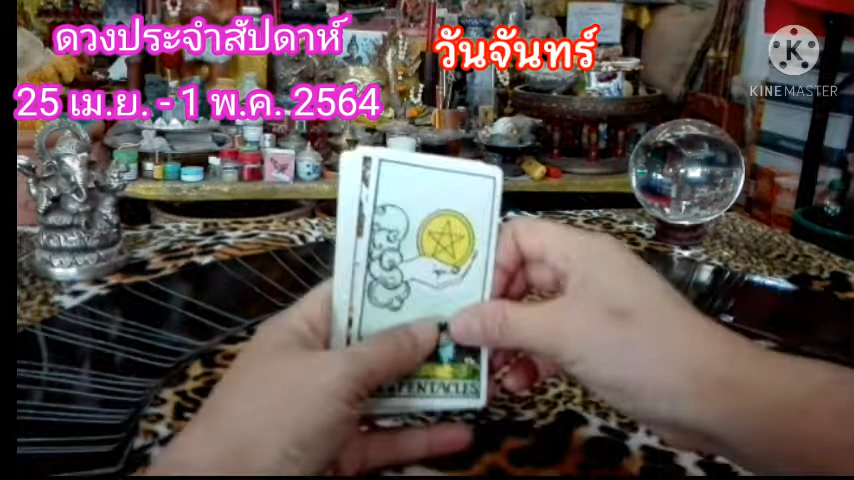 ดวงประจำสัปดาห์
25 เม.ย. - 1 พ.ค. 2564
วันจันทร์
KINEMASTER
PENTACLES